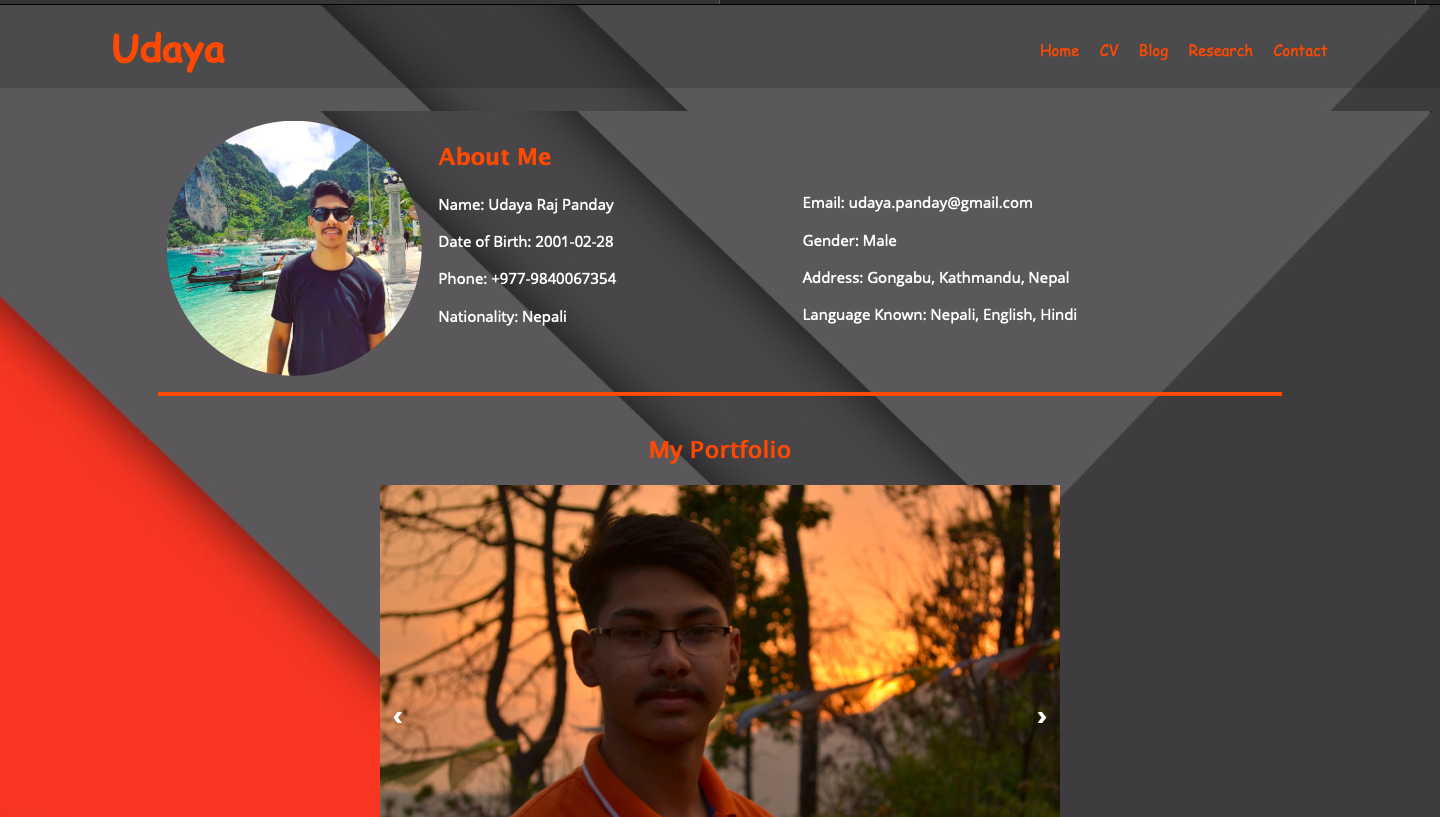 Udaya
Home CV Blog Research Contact
About Me
Name: Udaya Raj Panday
Date of Birth: 2001-02-28
Phone: +977-9840067354
Nationality: Nepali
Email: udaya.panday@gmail.com
Gender: Male
Address: Gongabu, Kathmandu, Nepal
Language Known: Nepali, English, Hindi
My Portfolio